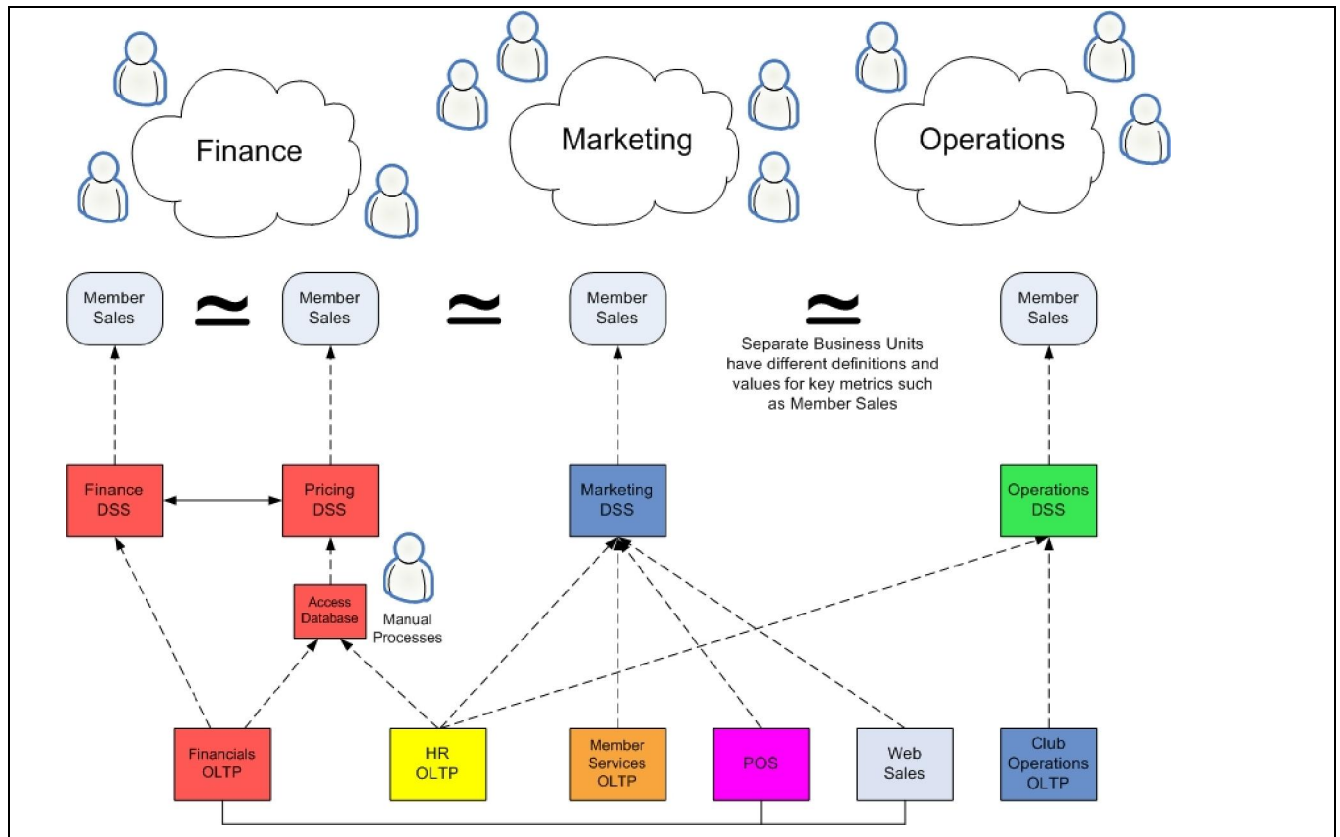 Finance
Marketing
Operations
Member
Sales
≃
Member
Sales
≃
Member
Sales
≃
Member
Sales
Separate Business Units
have different definitions and
values for key metrics such
as Member Sales
Finance
DSS
Pricing
DSS
Marketing
DSS
Operations
DSS
Access
Database
Manual
Processes
Financials
OLTP
HR
OLTP
Member
Services
OLTP
POS
Web
Sales
Club
Operations
OLTP